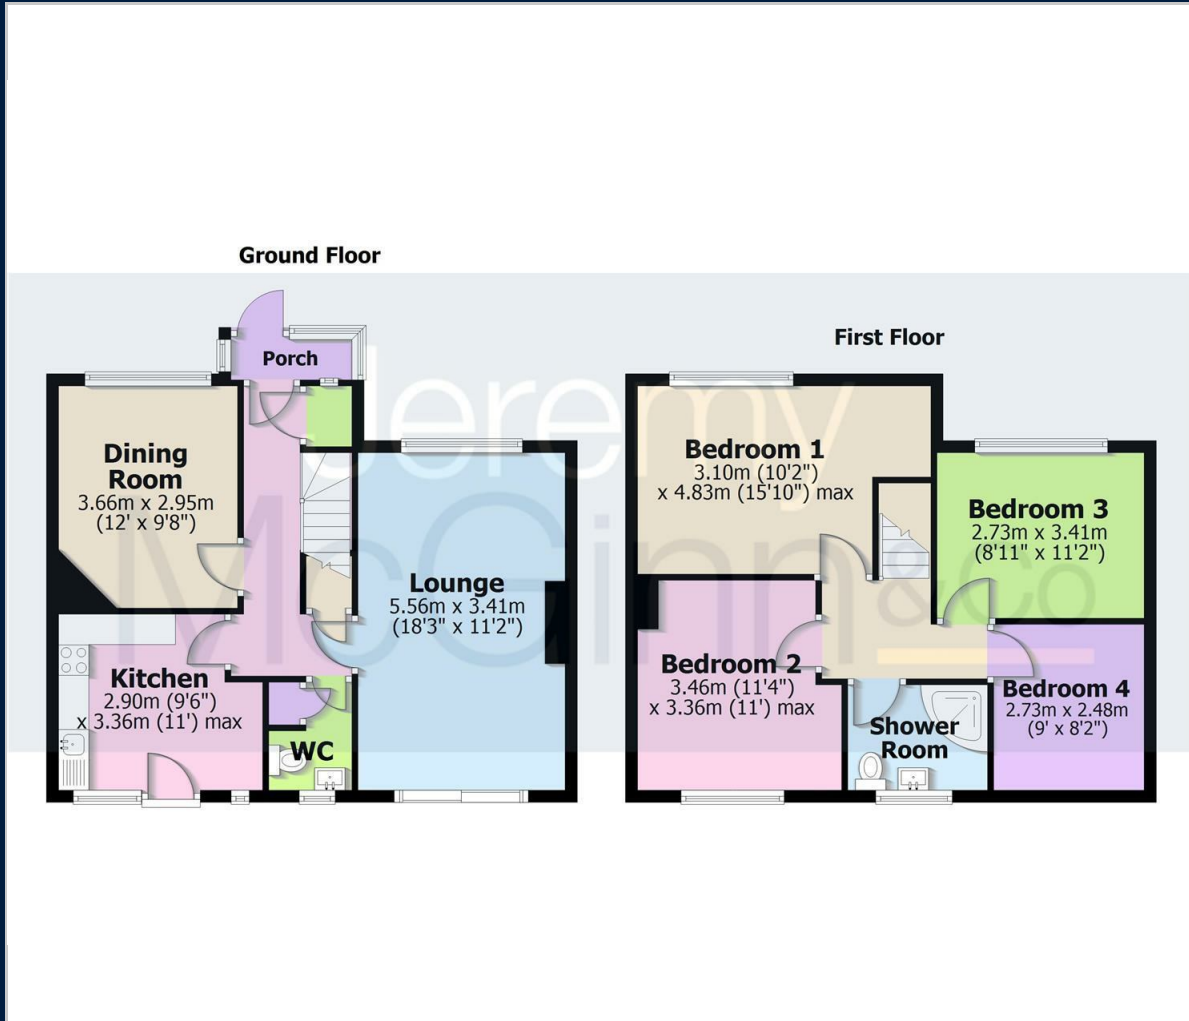 Ground Floor
Porch
Dining
Room
3.66m x 2.95m
(12' x 9'8")
Lounge
5.56m x 3.41m
(18'3" x 11'2")
Kitchen
2.90m (9'6")
x 3.36m (11') max
WC
First Floor
Bedroom 1
3.10m (10'2")
x 4.83m (15'10") max
Bedroom 3
2.73m x 3.41m
(8'11" x 11'2")
Bedroom 2
3.46m (11'4")
x 3.36m (11') max
Bedroom 4
2.73m x 2.48m
(9' x 8'2")
Shower
Room
Jeremy
McGinn &Co